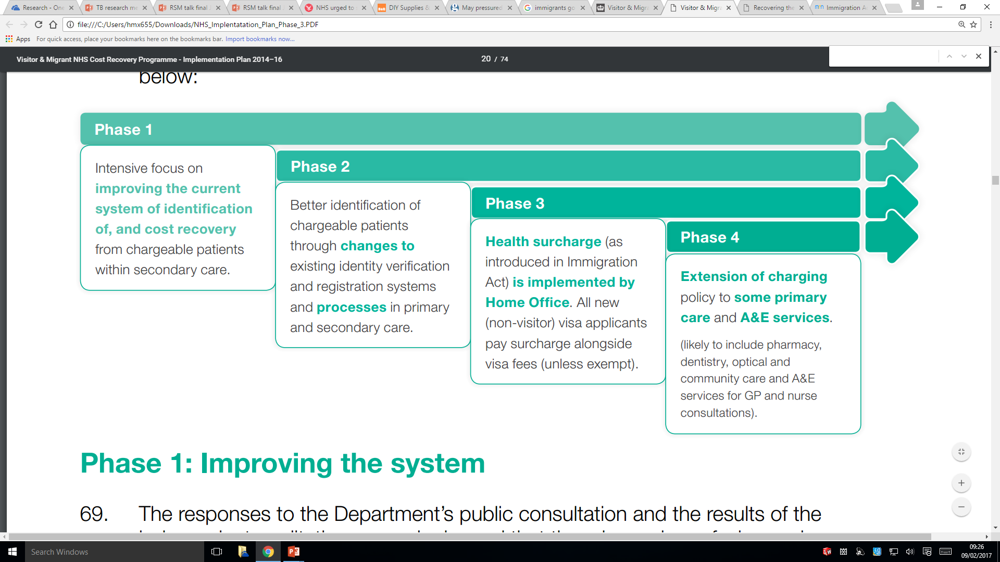 Research - One
TB research me
RSM talk final
RSM talk final
NHS urged to
DIY Supplies &
May pressured
immigrants go
Visitor & Migra
Visitor & Migra
Recovering the
Immigration A
file:///C:/Users/hmx655/Downloads/NHS_Implentatation_Plan_Phase_3.PDF
Apps For quick access, place your bookmarks here on the bookmarks bar. Import bookmarks now...
Visitor & Migrant NHS Cost Recovery Programme - Implementation Plan 2014–16
20 / 74
below:
Phase 1
Intensive focus on
improving the current
system of identification
of, and cost recovery
from chargeable patients
within secondary care.
Phase 2
Better identification of
chargeable patients
through changes to
existing identity verification
and registration systems
and processes in primary
and secondary care.
Phase 3
Health surcharge (as
introduced in Immigration
Act) is implemented by
Home Office. All new
(non-visitor) visa applicants
pay surcharge alongside
visa fees (unless exempt).
Phase 4
Extension of charging
policy to some primary
care and A&E services.
(likely to include pharmacy,
dentistry, optical and
community care and A&E
services for GP and nurse
consultations).
Phase 1: Improving the system
69. The responses to the Department's public consultation and the results of the
Search Windows
09:26
09/02/2017